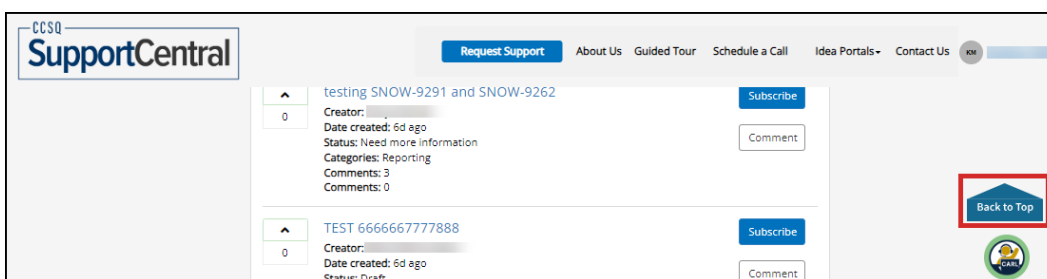 CCSQ
SupportCentral
Request Support About Us Guided Tour Schedule a Call Idea Portals Contact Us KM
testing SNOW-9291 and SNOW-9262
Subscribe
0
Creator:
Date created: 6d ago
Status: Need more information
Comment
Categories: Reporting
Comments: 3
Comments: 0
Back to Top
TEST 6666667777888
Subscribe
0
Creator:
Date created: 6d ago
Status: Draft
Comment
CARL